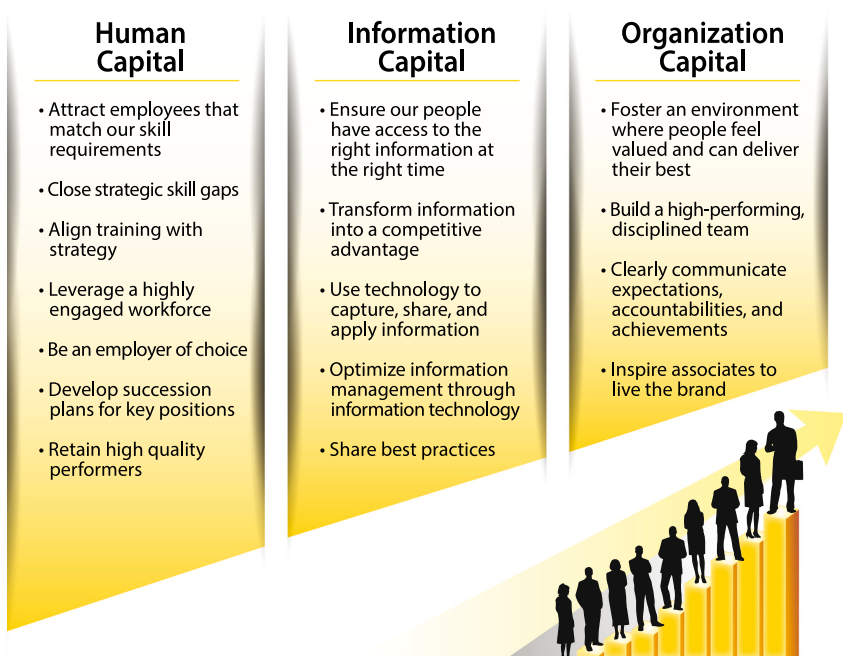 Human
Capital
• Attract employees that
match our skill
requirements
• Close strategic skill gaps
• Align training with
strategy
• Leverage a highly
engaged workforce
• Be an employer of choice
• Develop succession
plans for key positions
• Retain high quality
performers
Information
Capital
• Ensure our people
have access to the
right information at
the right time
• Transform information
into a competitive
advantage
• Use technology to
capture, share, and
apply information
• Optimize information
management through
information technology
• Share best practices
Organization
Capital
• Foster an environment
where people feel
valued and can deliver
their best
• Build a high-performing,
disciplined team
• Clearly communicate
expectations,
accountabilities, and
achievements
• Inspire associates to
live the brand